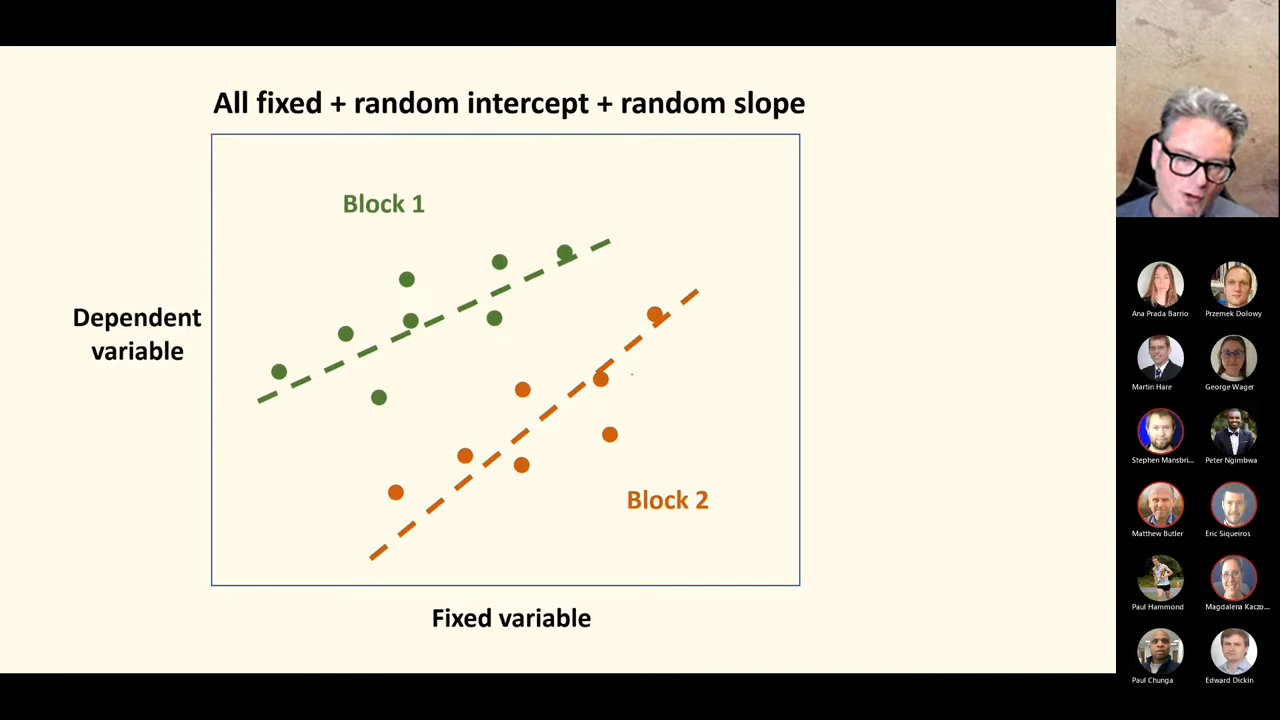 All fixed + random intercept + random slope
Block 1
Dependent
variable
Block 2
Fixed variable
Ana Prada Barrio
Przemek Dolowy
Martin Hare
George Wager
Stephen Mansbri...
Peter Ngimbwa
Matthew Butler
Eric Siqueiros
Paul Hammond
Magdalena Kaczo...
Paul Chunga
Edward Dickin